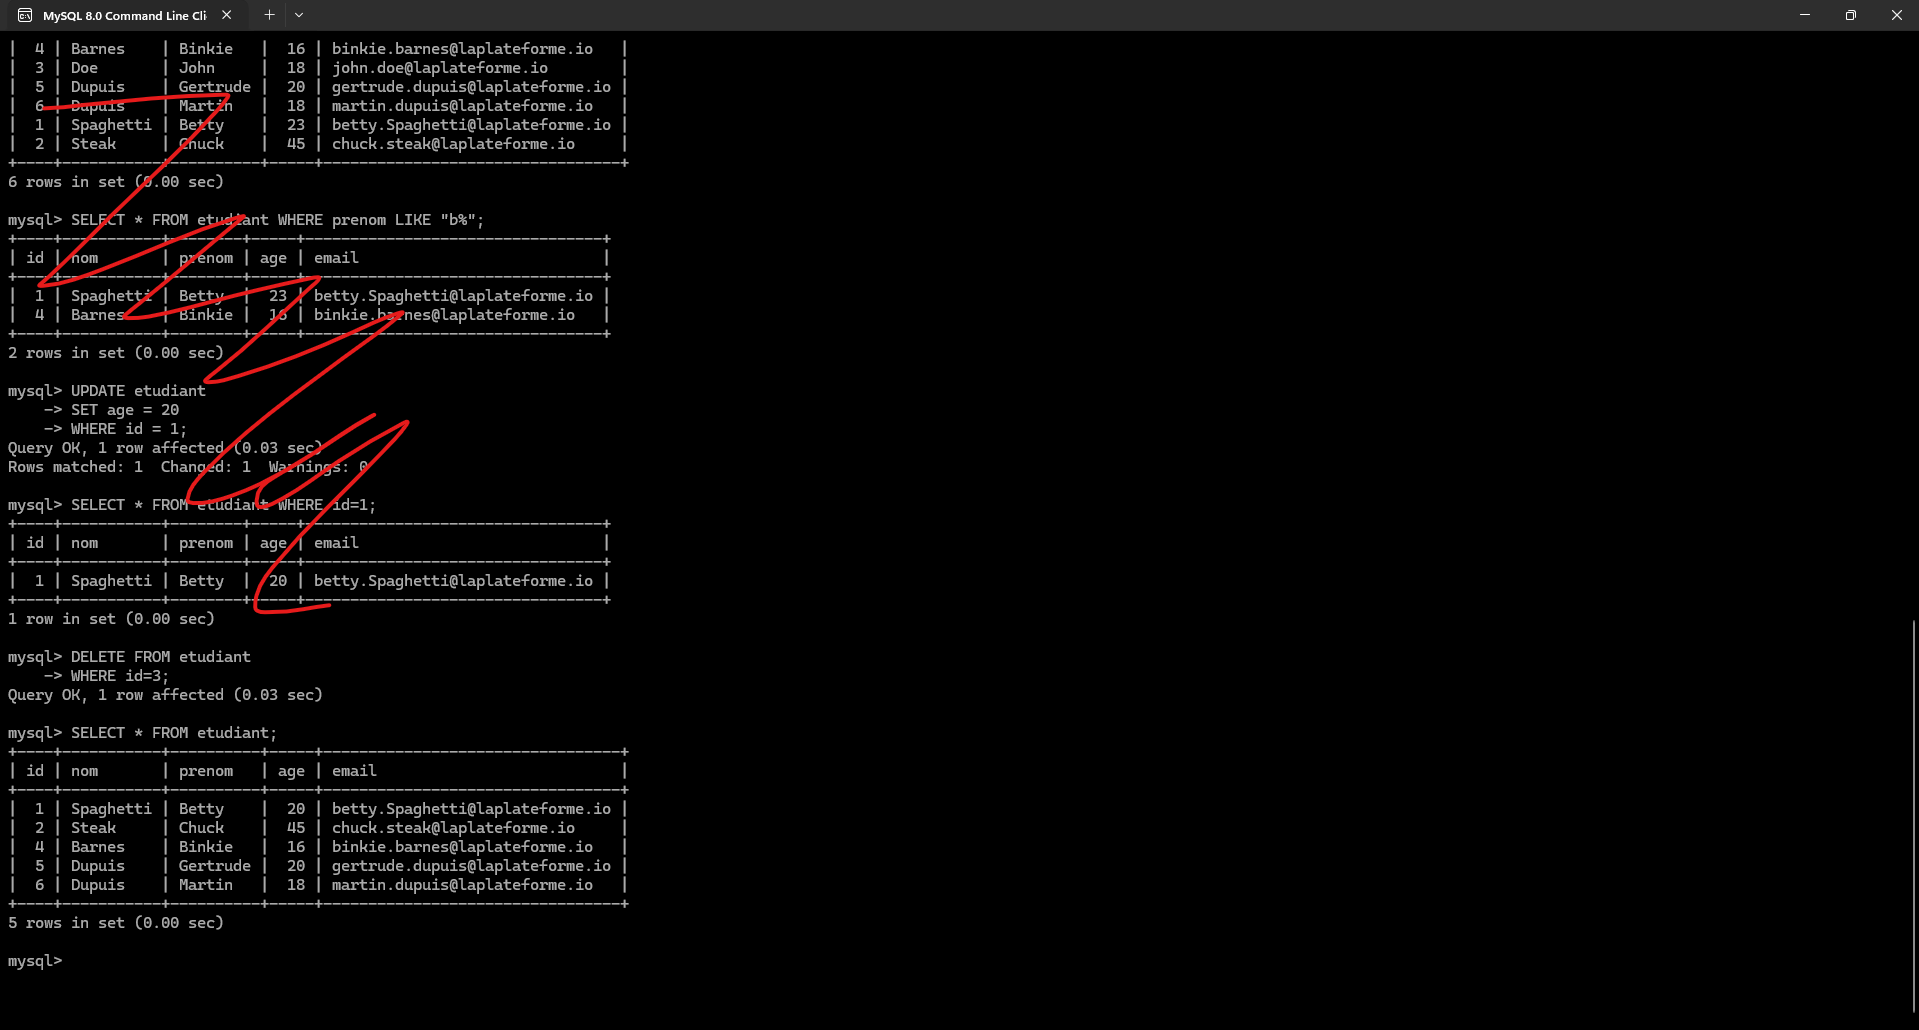 MySQL 8.0 Command Line Cli
|  4 | Barnes    | Binkie   |  16 | binkie.barnes@laplateforme.io   |
|  3 | Doe       | John     |  18 | john.doe@laplateforme.io        |
|  5 | Dupuis    | Gertrude |  20 | gertrude.dupuis@laplateforme.io |
|  6 | Dupuis    | Martin   |  18 | martin.dupuis@laplateforme.io   |
|  1 | Spaghetti | Betty    |  23 | betty.Spaghetti@laplateforme.io |
|  2 | Steak     | Chuck    |  45 | chuck.steak@laplateforme.io     |
+----+-----------+----------+-----+---------------------------------+
6 rows in set (0.00 sec)
mysql> SELECT * FROM etudiant WHERE prenom LIKE "b%";
+----+-----------+--------+-----+---------------------------------+
| id | nom       | prenom | age | email                           |
+----+-----------+--------+-----+---------------------------------+
|  1 | Spaghetti | Betty  |  23 | betty.Spaghetti@laplateforme.io |
|  4 | Barnes    | Binkie |  16 | binkie.barnes@laplateforme.io   |
+----+-----------+--------+-----+---------------------------------+
2 rows in set (0.00 sec)
mysql> UPDATE etudiant
    -> SET age = 20
    -> WHERE id = 1;
Query OK, 1 row affected (0.03 sec)
Rows matched: 1  Changed: 1  Warnings: 0
mysql> SELECT * FROM etudiant WHERE id=1;
+----+-----------+--------+-----+---------------------------------+
| id | nom       | prenom | age | email                           |
+----+-----------+--------+-----+---------------------------------+
|  1 | Spaghetti | Betty  |  20 | betty.Spaghetti@laplateforme.io |
+----+-----------+--------+-----+---------------------------------+
1 row in set (0.00 sec)
mysql> DELETE FROM etudiant
    -> WHERE id=3;
Query OK, 1 row affected (0.03 sec)
mysql> SELECT * FROM etudiant;
+----+-----------+----------+-----+---------------------------------+
| id | nom       | prenom   | age | email                           |
+----+-----------+----------+-----+---------------------------------+
|  1 | Spaghetti | Betty    |  20 | betty.Spaghetti@laplateforme.io |
|  2 | Steak     | Chuck    |  45 | chuck.steak@laplateforme.io     |
|  4 | Barnes    | Binkie   |  16 | binkie.barnes@laplateforme.io   |
|  5 | Dupuis    | Gertrude |  20 | gertrude.dupuis@laplateforme.io |
|  6 | Dupuis    | Martin   |  18 | martin.dupuis@laplateforme.io   |
+----+-----------+----------+-----+---------------------------------+
5 rows in set (0.00 sec)
mysql>